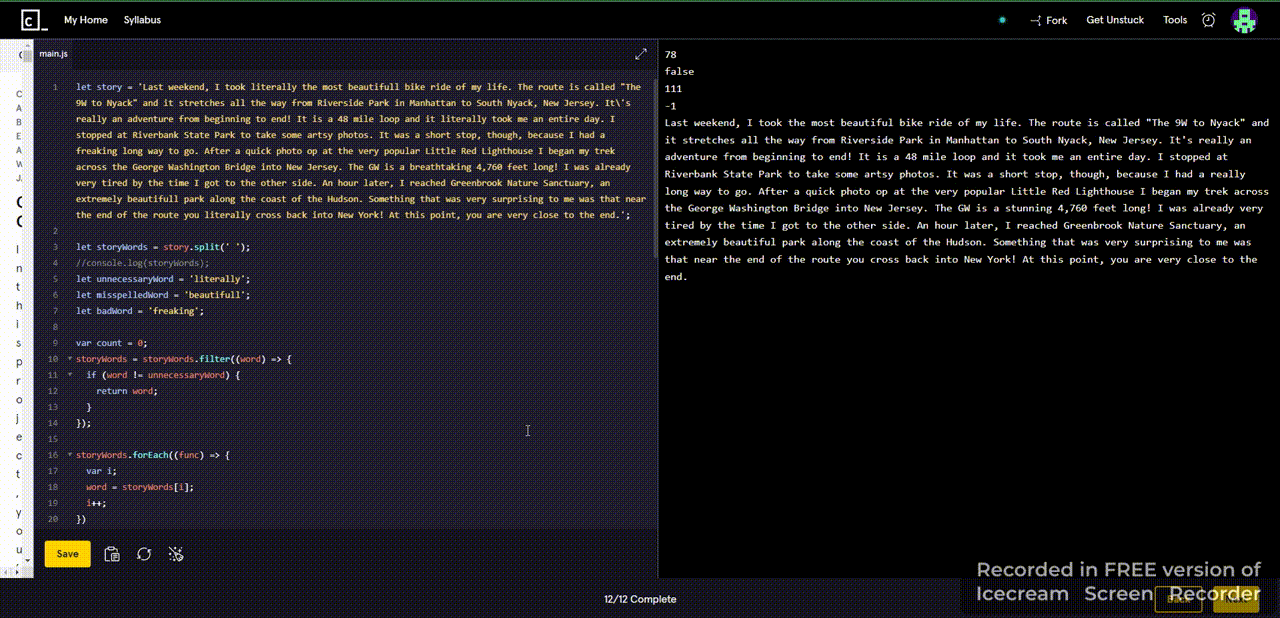 My Home Syllabus Fork Get Unstuck Tools
main.js
1 let story = 'Last weekend, I took literally the most beautifull bike ride of my life. The route is called "The
9W to Nyack" and it stretches all the way from Riverside Park in Manhattan to South Nyack, New Jersey. It\'s
really an adventure from beginning to end! It is a 48 mile loop and it literally took me an entire day. I
stopped at Riverbank State Park to take some artsy photos. It was a short stop, though, because I had a
freaking long way to go. After a quick photo op at the very popular Little Red Lighthouse I began my trek
across the George Washington Bridge into New Jersey. The GW is a breathtaking 4,760 feet long! I was already
very tired by the time I got to the other side. An hour later, I reached Greenbrook Nature Sanctuary, an
extremely beautifull park along the coast of the Hudson. Something that was very surprising to me was that near
the end of the route you literally cross back into New York! At this point, you are very close to the end.';
2
3 let storyWords = story.split(' ');
4 //console.log(storyWords);
5 let unnecessaryWord = 'literally';
6 let misspelledWord = 'beautifull';
7 let badWord = 'freaking';
8
9 var count = 0;
10 storyWords = storyWords.filter((word) => {
11 if (word != unnecessaryWord) {
12 return word;
13 }
14 });
15
16 storyWords.forEach((func) => {
17 var i;
18 word = storyWords[i];
19 i++;
20 })
Save
78
false
111
-1
Last weekend, I took the most beautiful bike ride of my life. The route is called "The 9W to Nyack" and
it stretches all the way from Riverside Park in Manhattan to South Nyack, New Jersey. It's really an
adventure from beginning to end! It is a 48 mile loop and it took me an entire day. I stopped at
Riverbank State Park to take some artsy photos. It was a short stop, though, because I had a really
long way to go. After a quick photo op at the very popular Little Red Lighthouse I began my trek across
the George Washington Bridge into New Jersey. The GW is a stunning 4,760 feet long! I was already very
tired by the time I got to the other side. An hour later, I reached Greenbrook Nature Sanctuary, an
extremely beautiful park along the coast of the Hudson. Something that was very surprising to me was
that near the end of the route you cross back into New York! At this point, you are very close to the
end.
12/12 Complete
Back
Recorded in FREE version of
Icecream Screen Recorder